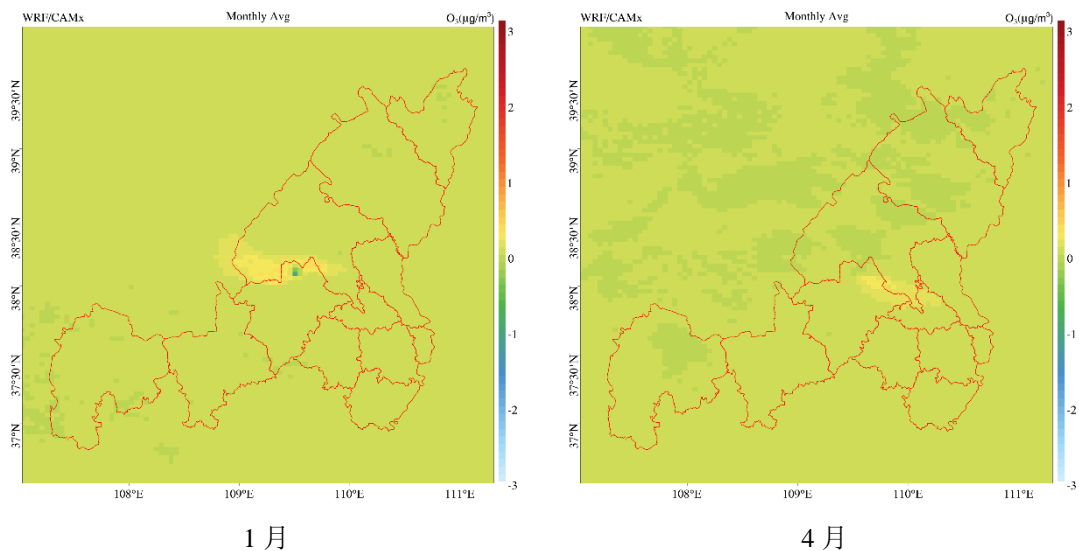 WRF/CAMx Monthly Avg O₃(μg/m³)
39°30'N
39°N
38°30'N
38°N
37°30'N
37°N
108°E 109°E 110°E 111°E
3
2
1
0
-1
-2
-3
1 月
WRF/CAMx Monthly Avg O₃(μg/m³)
39°30'N
39°N
38°30'N
38°N
37°30'N
37°N
108°E 109°E 110°E 111°E
3
2
1
0
-1
-2
-3
4 月